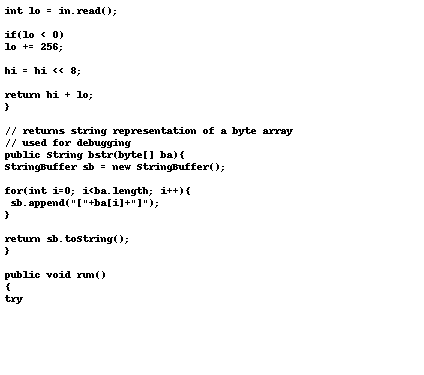 int lo = in.read();
if(lo < 0)
lo += 256;
hi = hi << 8;
return hi + lo;
}
// returns string representation of a byte array
// used for debugging
public String bstr(byte[] ba){
StringBuffer sb = new StringBuffer();
for(int i=0; i<ba.length; i++){
sb.append("["+ba[i]+"]");
}
return sb.toString();
}
public void run()
{
try